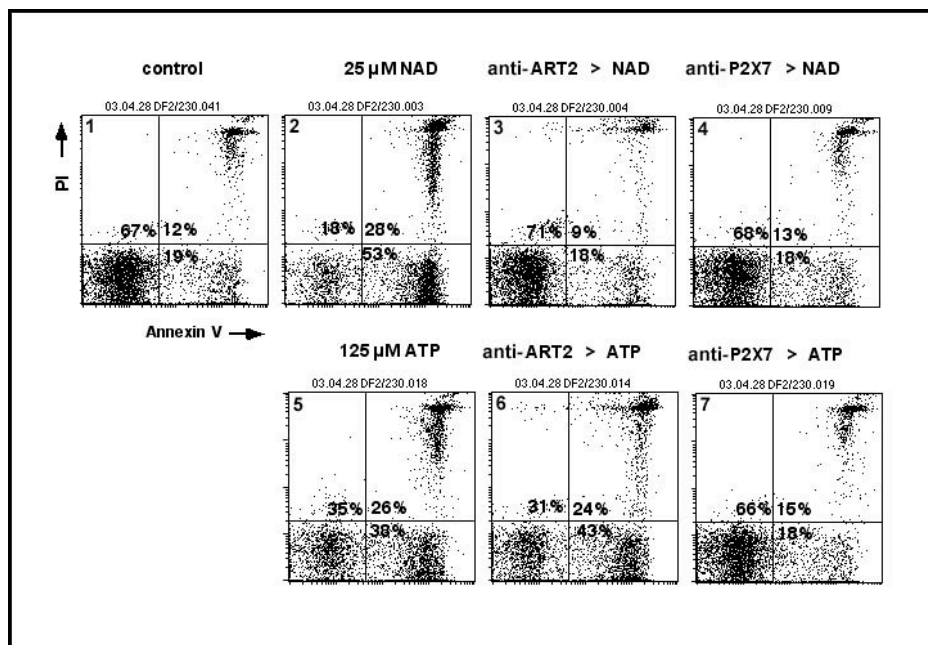 control
25 µM NAD
anti-ART2 > NAD
anti-P2X7 > NAD
03.04.28 DF2/230.041
03.04.28 DF2/230.003
03.04.28 DF2/230.004
03.04.28 DF2/230.009
1
2
3
4
PI
67% 12%
19%
18% 28%
53%
71% 9%
18%
68% 13%
18%
Annexin V
125 µM ATP
anti-ART2 > ATP
anti-P2X7 > ATP
03.04.28 DF2/230.018
03.04.28 DF2/230.014
03.04.28 DF2/230.019
5
6
7
35% 26%
38%
31% 24%
43%
66% 15%
18%